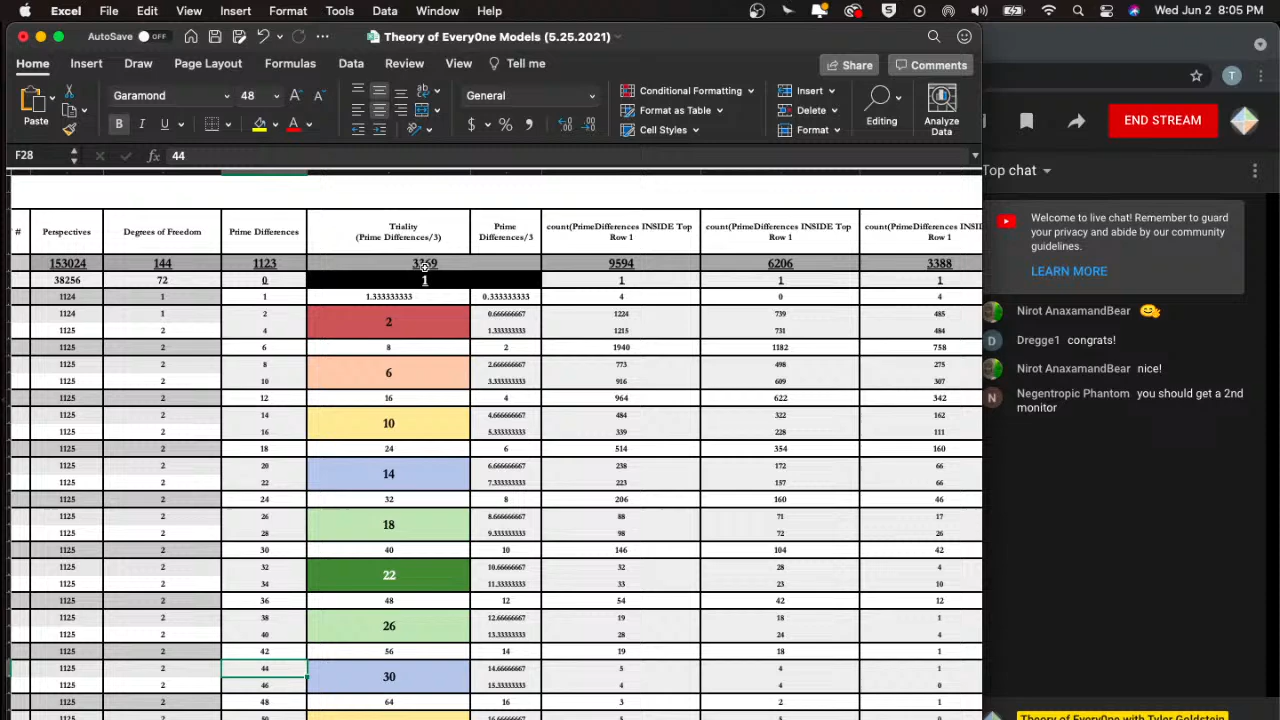 Excel File Edit View Insert Format Tools Data Window Help Wed Jun 2 8:05 PM
AutoSave OFF Theory of Every0ne Models (5.25.2021)
Home Insert Draw Page Layout Formulas Data Review View Tell me Share Comments
Paste Garamond 48 General Conditional Formatting Format as Table Cell Styles Insert Delete Format Editing Analyze Data
F28 fx 44
# Perspectives Degrees of Freedom Prime Differences Triality (Prime Differences/3) Prime Differences/3 count(PrimeDifferences INSIDE Top Row 1 count(PrimeDifferences INSIDE Top Row 1 count(PrimeDifferences INSID Row 1
153024 144 1123 9594 6206 3388
38256 72 0 1 1 1 1
1124 1 1 1.333333333 0.333333333 4 0 4
1124 1 2 2 0.666666667 1224 739 485
1125 2 4 1.333333333 1215 731 484
1125 2 6 8 2 1940 1182 758
1125 2 8 6 2.666666667 773 498 275
1125 2 10 3.333333333 916 609 307
1125 2 12 16 4 964 622 342
1125 2 14 10 4.666666667 484 322 162
1125 2 16 5.333333333 339 228 111
1125 2 18 24 6 514 354 160
1125 2 20 14 6.666666667 238 172 66
1125 2 22 7.333333333 223 157 66
1125 2 24 32 8 206 160 46
1125 2 26 18 8.666666667 88 71 17
1125 2 28 9.333333333 98 72 26
1125 2 30 40 10 146 104 42
1125 2 32 22 10.66666667 32 28 4
1125 2 34 11.33333333 33 23 10
1125 2 36 48 12 54 42 12
1125 2 38 26 12.66666667 19 18 1
1125 2 40 13.33333333 28 24 4
1125 2 42 56 14 19 18 1
1125 2 44 30 14.66666667 5 4 1
1125 2 46 15.33333333 4 4 0
1125 2 48 64 16 3 2 1
END STREAM
Top chat
Welcome to live chat! Remember to guard
your privacy and abide by our community
guidelines.
LEARN MORE
Nirot AnaxamandBear
Dregge1 congrats!
Nirot AnaxamandBear nice!
Negentropic Phantom you should get a 2nd
monitor
Theory of Every0ne with Tyler Goldstein